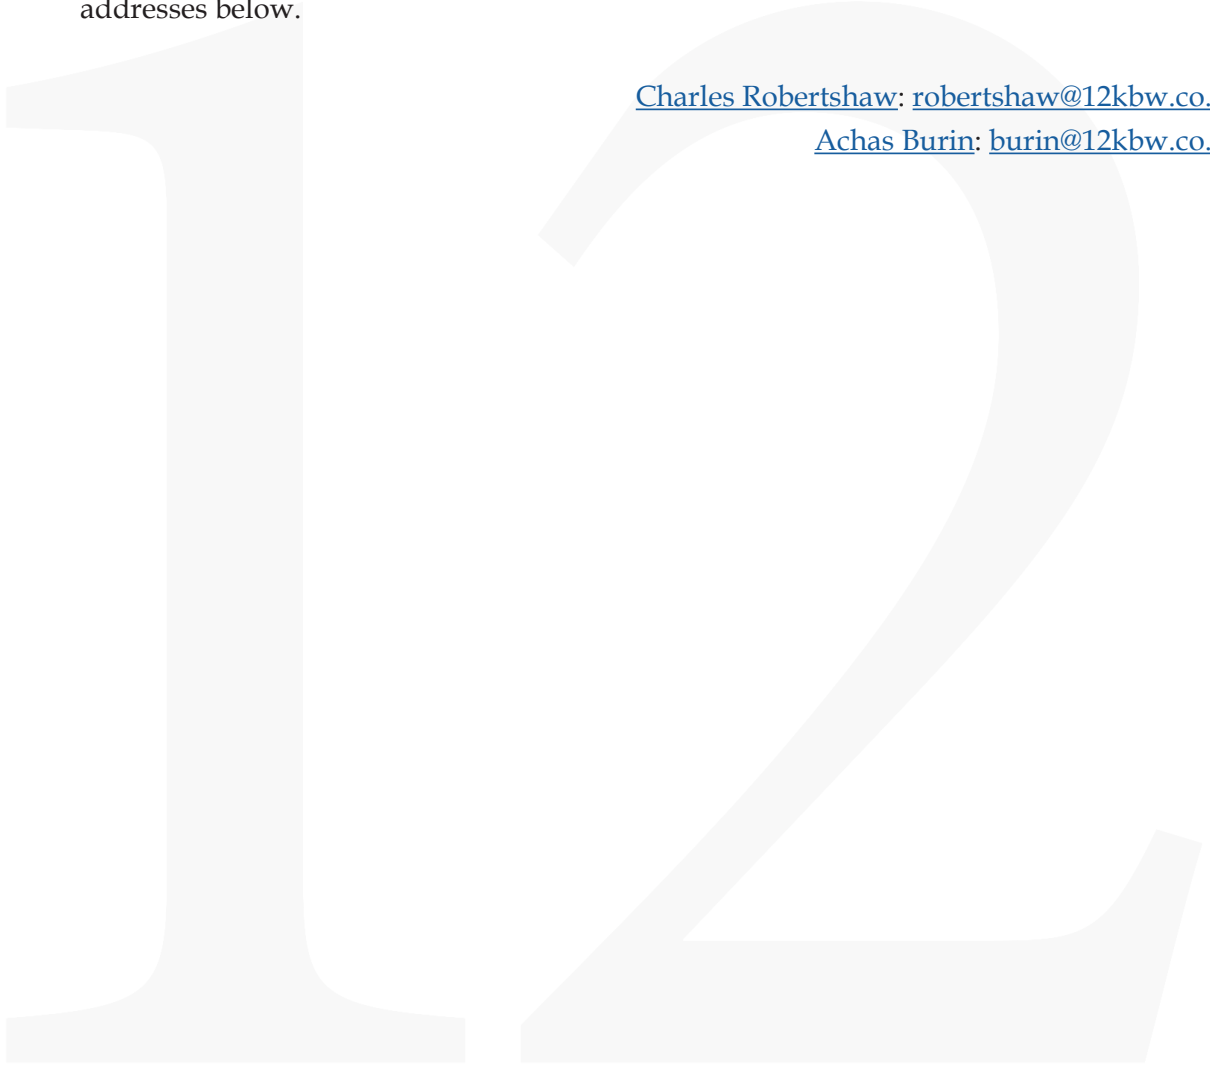 addresses below.
Charles Robertshaw: robertshaw@12kbw.co.
Achas Burin: burin@12kbw.co.
12